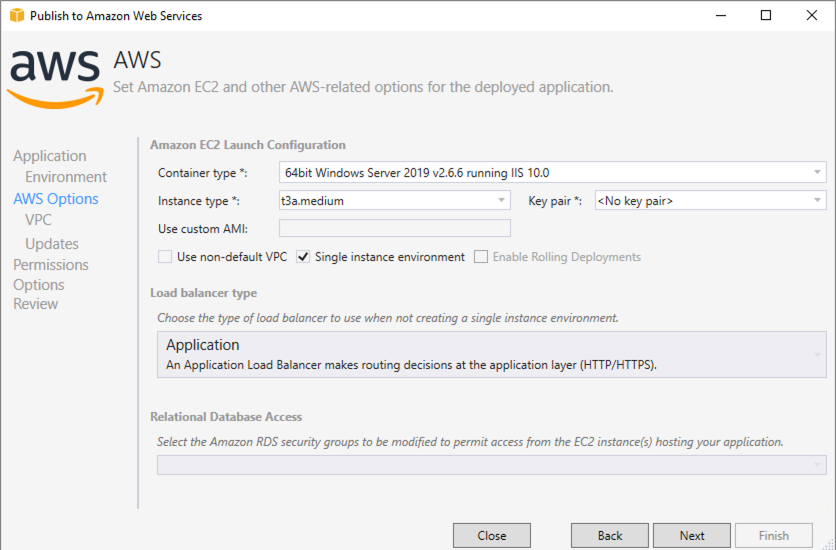 Publish to Amazon Web Services
aws
AWS
Set Amazon EC2 and other AWS-related options for the deployed application.
Application
Environment
AWS Options
VPC
Updates
Permissions
Options
Review
Amazon EC2 Launch Configuration
Container type *: 64bit Windows Server 2019 v2.6.6 running IIS 10.0
Instance type *: t3a.medium Key pair *: <No key pair>
Use custom AMI:
Use non-default VPC Single instance environment Enable Rolling Deployments
Load balancer type
Choose the type of load balancer to use when not creating a single instance environment.
Application
An Application Load Balancer makes routing decisions at the application layer (HTTP/HTTPS).
Relational Database Access
Select the Amazon RDS security groups to be modified to permit access from the EC2 instance(s) hosting your application.
Close Back Next Finish